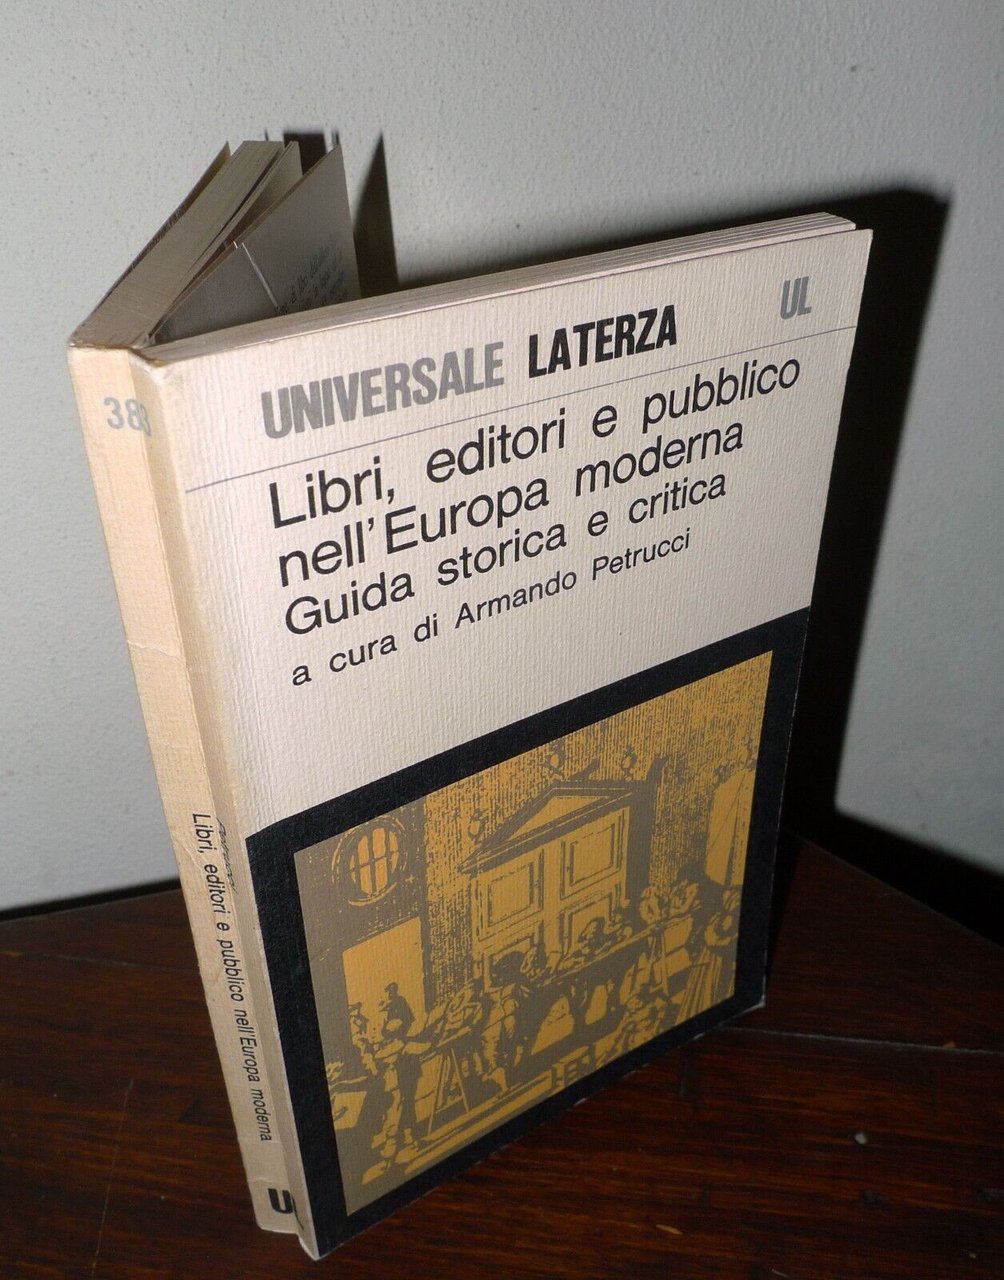 UNIVERSALE LATERZA UL
Libri, editori e pubblico
nell'Europa moderna
Guida storica e critica
a cura di Armando Petrucci
383
Libri, editori e pubblico nell'Europa moderna